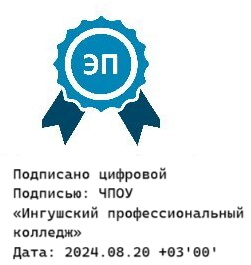 ЭП
Подписано цифровой
Подписью: ЧПОУ
«Ингушский профессиональный
колледж»
Дата: 2024.08.20 +03'00'